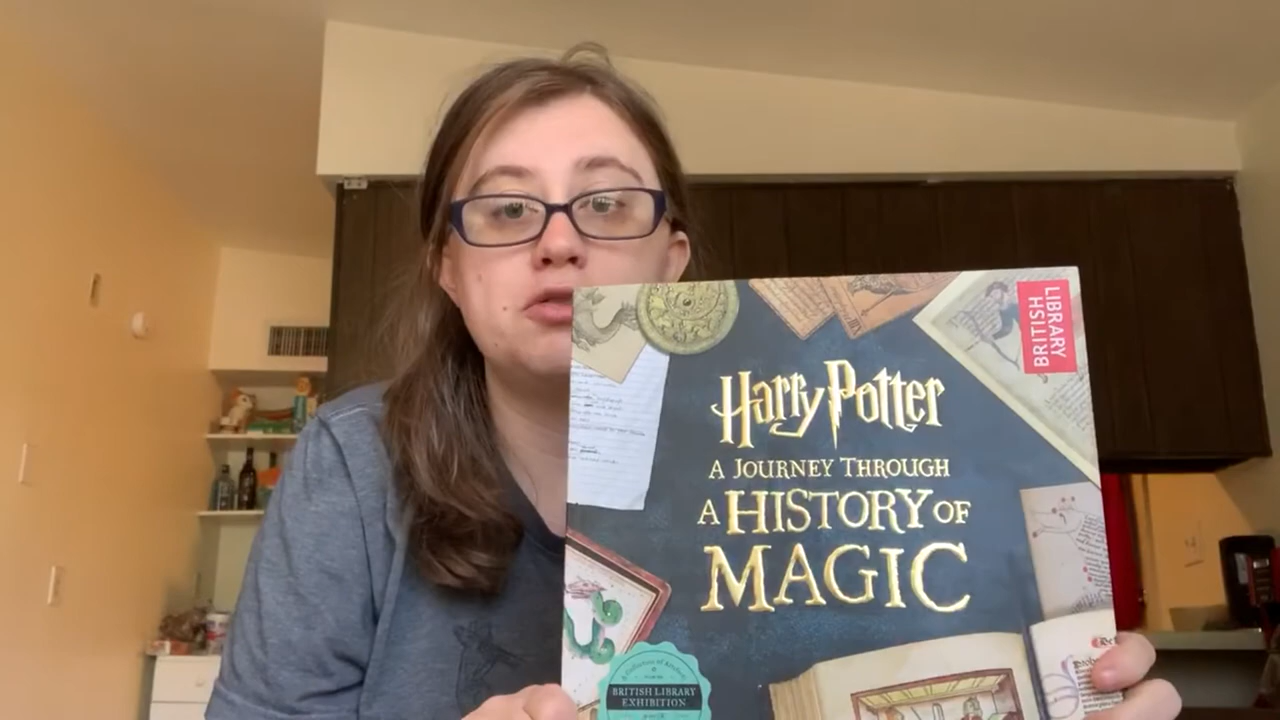 LIBRARY
BRITISH
Harry Potter
A JOURNEY THROUGH
A HISTORY OF
MAGIC
BRITISH LIBRARY
EXHIBITION